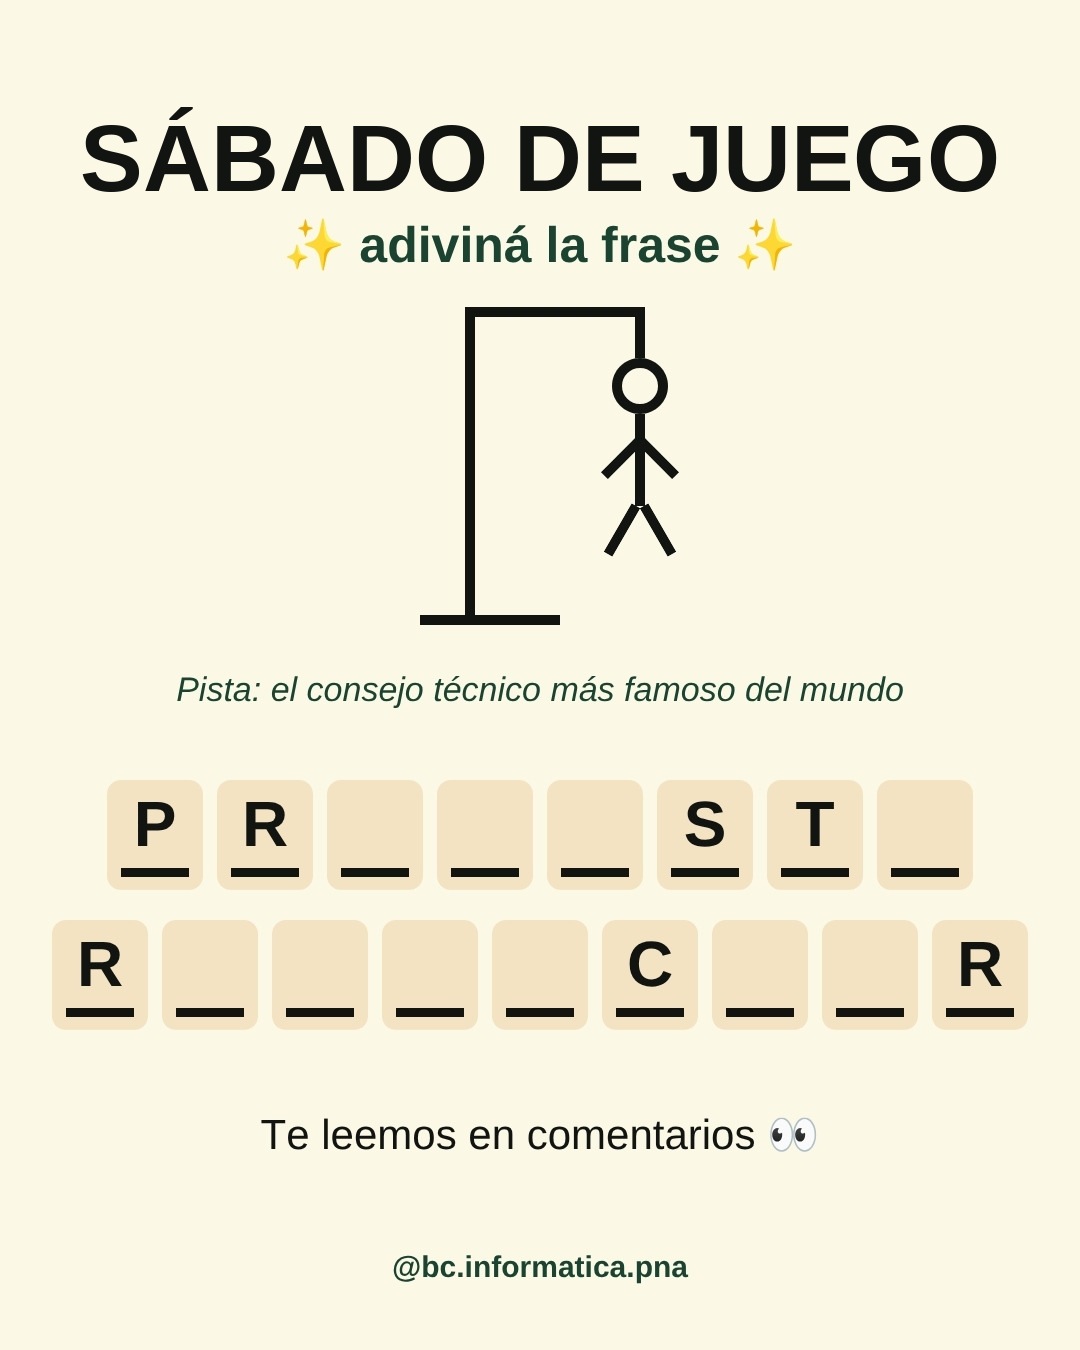 SÁBADO DE JUEGO
✨ adiviná la frase ✨
Pista: el consejo técnico más famoso del mundo
P R _ _ _ S T _
R _ _ _ _ C _ _ R
Te leemos en comentarios 👀
@bc.informatica.pna